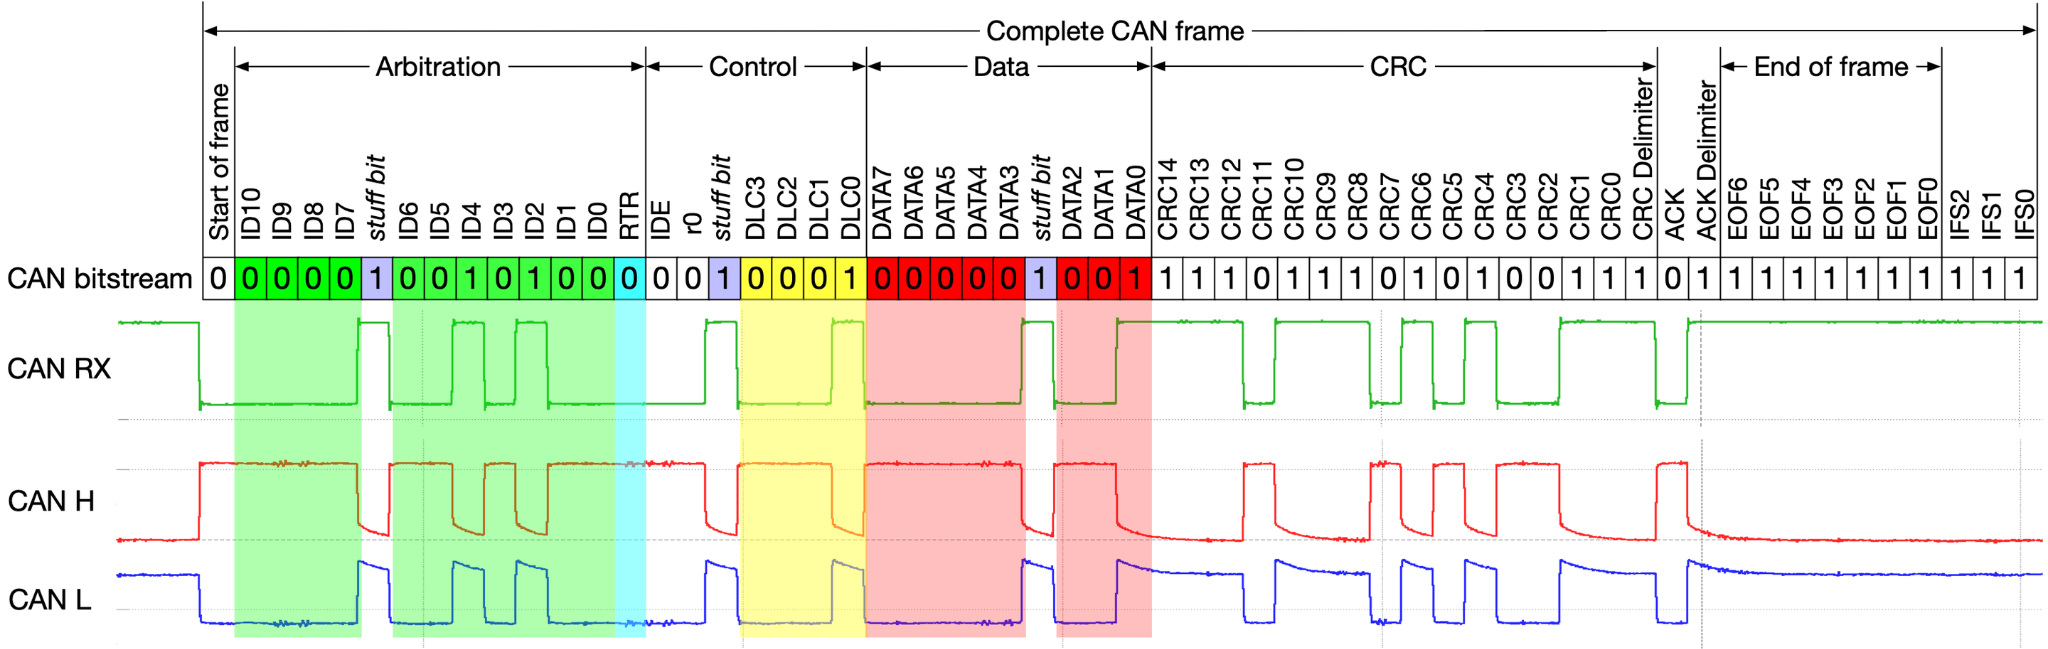 Complete CAN frame
Arbitration Control Data CRC End of frame
Start of frame ID10 ID9 ID8 ID7 stuff bit ID6 ID5 ID4 ID3 ID2 ID1 ID0 RTR IDE r0 stuff bit DLC3 DLC2 DLC1 DLC0 DATA7 DATA6 DATA5 DATA4 DATA3 stuff bit DATA2 DATA1 DATA0 CRC14 CRC13 CRC12 CRC11 CRC10 CRC9 CRC8 CRC7 CRC6 CRC5 CRC4 CRC3 CRC2 CRC1 CRC0 CRC Delimiter ACK ACK Delimiter EOF6 EOF5 EOF4 EOF3 EOF2 EOF1 EOF0 IFS2 IFS1 IFS0
CAN bitstream 0 0 0 0 0 1 0 0 1 0 1 0 0 0 0 0 1 0 0 0 1 0 0 0 0 0 1 0 0 1 1 1 1 0 1 1 1 0 1 0 1 0 0 1 1 1 0 1 1 1 1 1 1 1 1 1 1 1
CAN RX
CAN H
CAN L